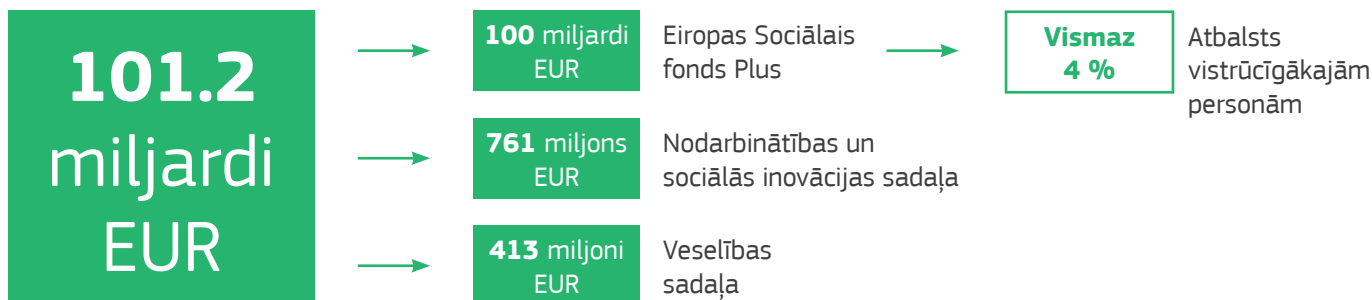 101.2
miljardi
EUR
100 miljardi
EUR
Eiropas Sociālais
fonds Plus
Vismaz
4 %
Atbalsts
vistrūcīgākajām
personām
761 miljons
EUR
Nodarbinātības un
sociālās inovācijas sadaļa
413 miljoni
EUR
Veselības
sadaļa